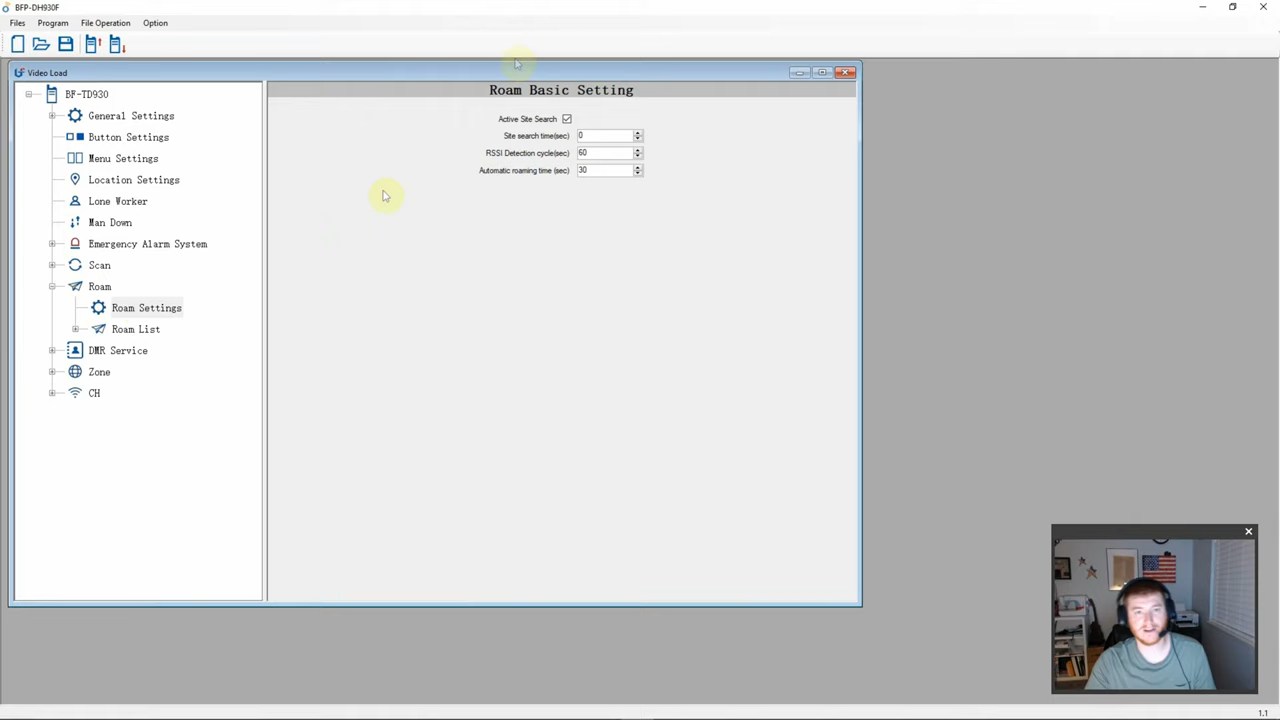 BFP-DH930F
Files Program File Operation Option
Video Load
BF-TD930
General Settings
Button Settings
Menu Settings
Location Settings
Lone Worker
Man Down
Emergency Alarm System
Scan
Roam
Roam Settings
Roam List
DMR Service
Zone
CH
Roam Basic Setting
Active Site Search
Site search time(sec) 0
RSSI Detection cycle(sec) 60
Automatic roaming time (sec) 30
1.1